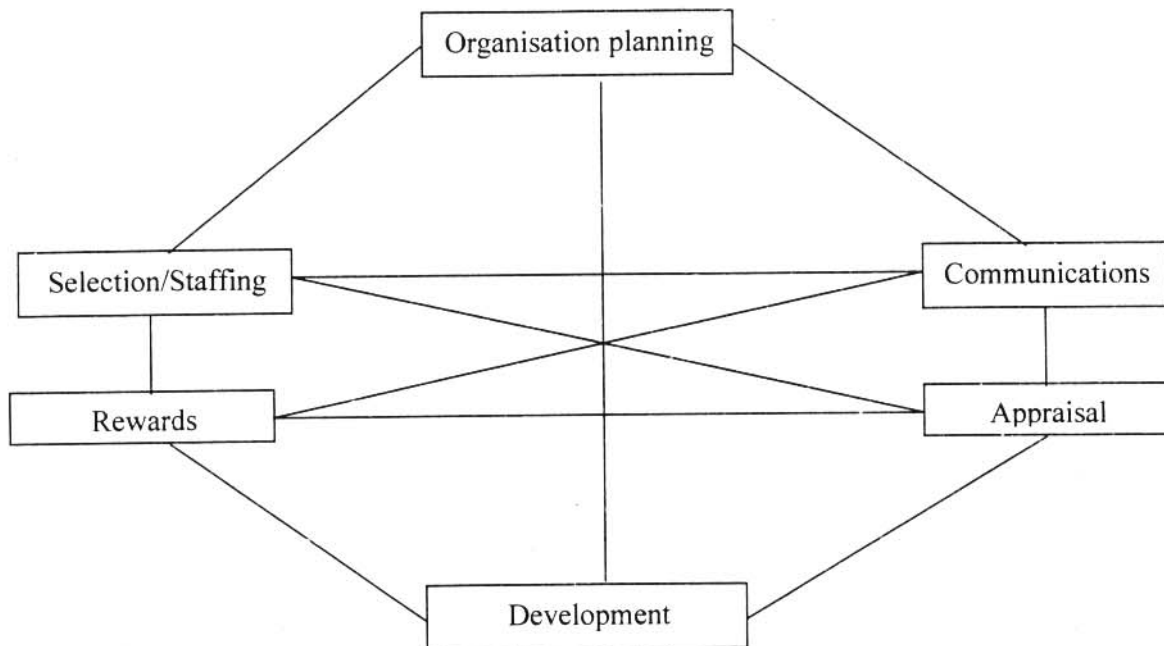 Organisation planning
Selection/Staffing
Communications
Rewards
Appraisal
Development